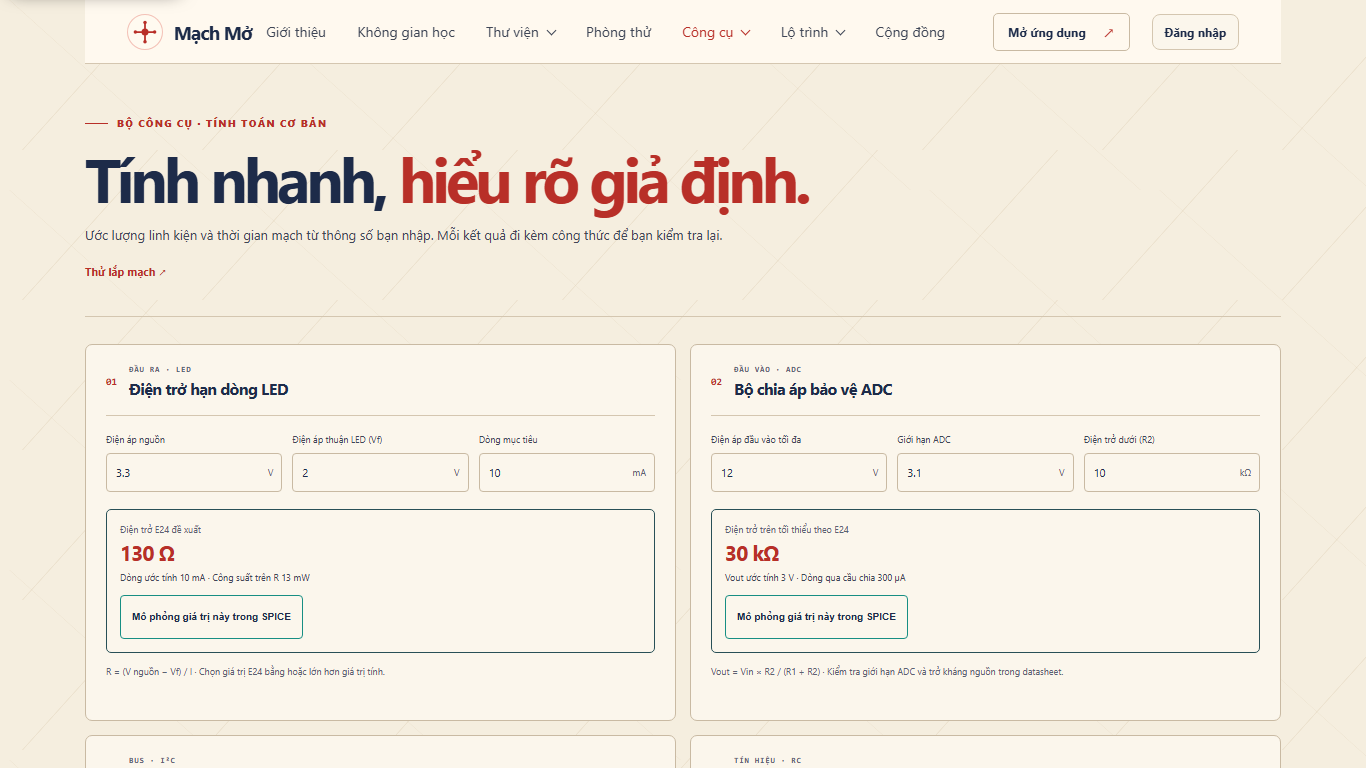 Mạch Mở
Giới thiệu
Không gian học
Thư viện
Phòng thử
Công cụ
Lộ trình
Cộng đồng
Mở ứng dụng ↗
Đăng nhập
BỘ CÔNG CỤ · TÍNH TOÁN CƠ BẢN
Tính nhanh, hiểu rõ giả định.
Ước lượng linh kiện và thời gian mạch từ thông số bạn nhập. Mỗi kết quả đi kèm công thức để bạn kiểm tra lại.
Thử lắp mạch ↗
01
ĐẦU RA · LED
Điện trở hạn dòng LED
Điện áp nguồn
Điện áp thuận LED (Vf)
Dòng mục tiêu
3.3 V
2 V
10 mA
Điện trở E24 đề xuất
130 Ω
Dòng ước tính 10 mA · Công suất trên R 13 mW
Mô phỏng giá trị này trong SPICE
R = (V nguồn − Vf) / I · Chọn giá trị E24 bằng hoặc lớn hơn giá trị tính.
02
ĐẦU VÀO · ADC
Bộ chia áp bảo vệ ADC
Điện áp đầu vào tối đa
Giới hạn ADC
Điện trở dưới (R2)
12 V
3.1 V
10 kΩ
Điện trở trên tối thiểu theo E24
30 kΩ
Vout ước tính 3 V · Dòng qua cầu chia 300 µA
Mô phỏng giá trị này trong SPICE
Vout = Vin × R2 / (R1 + R2) · Kiểm tra giới hạn ADC và trở kháng nguồn trong datasheet.
BUS · I²C
TÍN HIỆU · RC